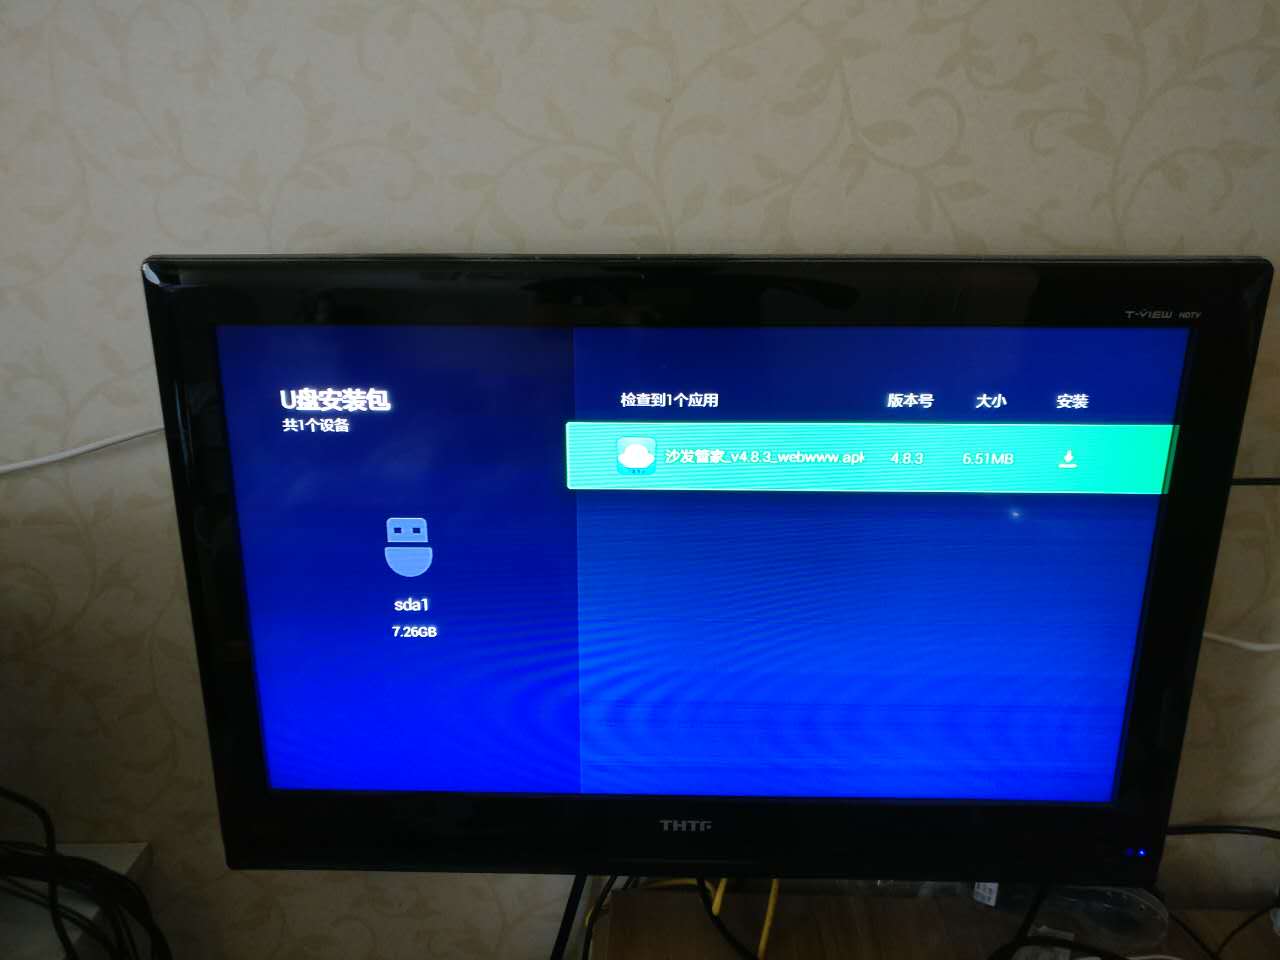 T-VIEW HDTV
U盘安装包
共1个设备
检查到1个应用 版本号 大小 安装
沙发管家_v4.8.3_webwww.apk 4.8.3 6.51MB
sda1
7.26GB
THTF